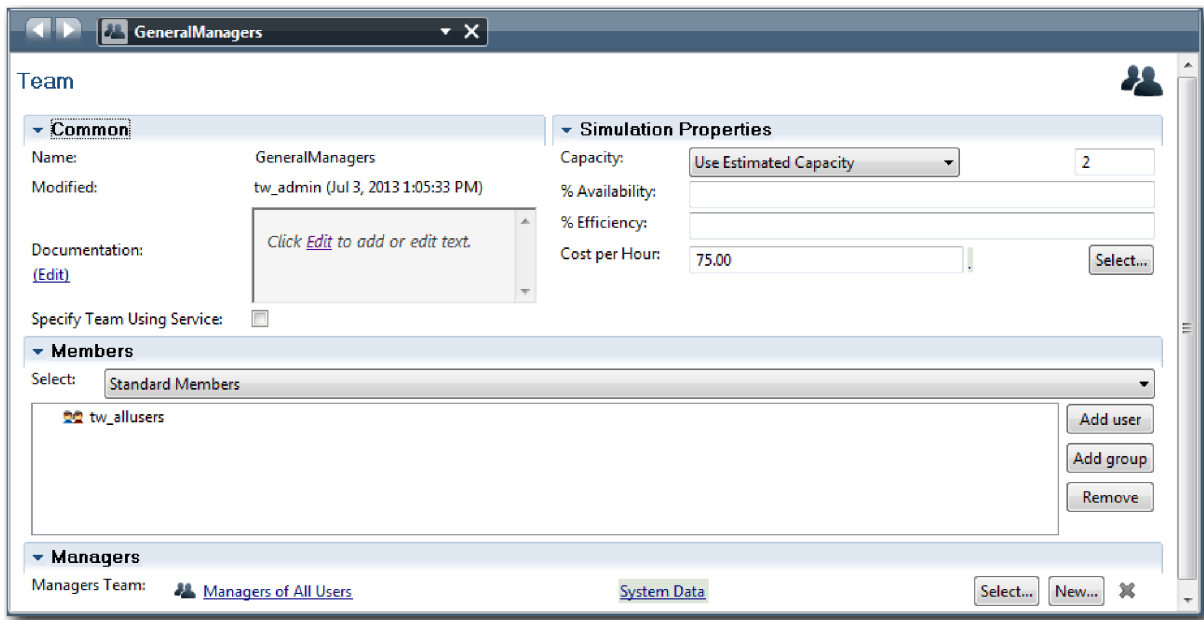 GeneralManagers
Team
Common
Name: GeneralManagers
Modified: tw_admin (Jul 3, 2013 1:05:33 PM)
Documentation:
(Edit)
Click Edit to add or edit text.
Specify Team Using Service:
Simulation Properties
Capacity: Use Estimated Capacity 2
% Availability:
% Efficiency:
Cost per Hour: 75.00 . Select...
Members
Select: Standard Members
tw_allusers
Add user
Add group
Remove
Managers
Managers Team: Managers of All Users System Data Select... New...